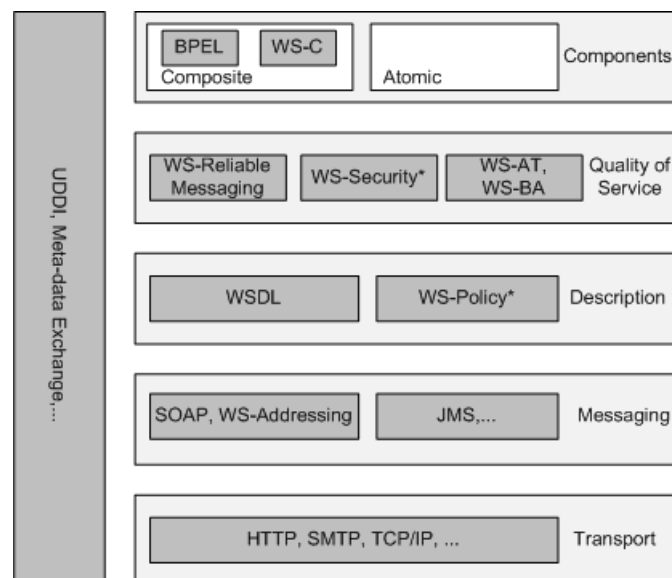 UDDI, Meta-data Exchange,...
BPEL
WS-C
Composite
Atomic
Components
WS-Reliable
Messaging
WS-Security*
WS-AT,
WS-BA
Quality of
Service
WSDL
WS-Policy*
Description
SOAP, WS-Addressing
JMS,...
Messaging
HTTP, SMTP, TCP/IP, ...
Transport